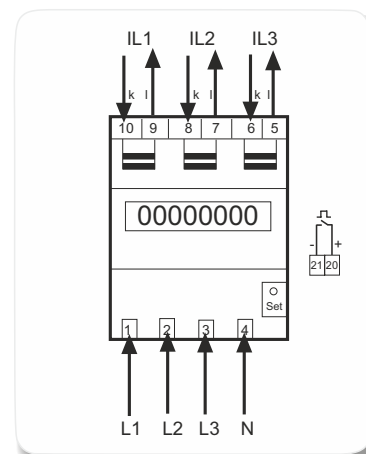 IL1 IL2 IL3
k l k l k l
10 9 8 7 6 5
00000000
- +
21 20
Set
1 2 3 4
L1 L2 L3 N